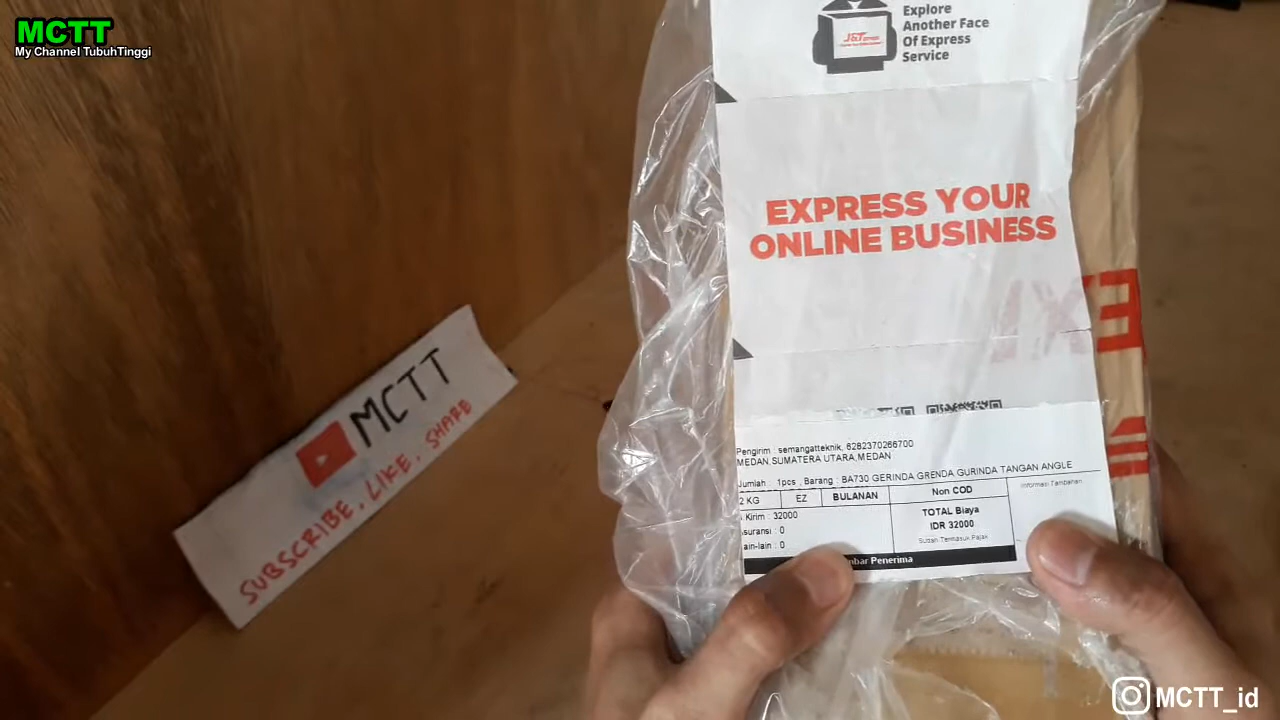 MCTT
My Channel TubuhTinggi
Explore
Another Face
Of Express
Service
J&T
EXPRESS YOUR
ONLINE BUSINESS
MCTT
SUBSCRIBE, LIKE, SHARE
Pengirim : semangatteknik, 6282370266700
MEDAN,SUMATERA UTARA,MEDAN
Jumlah : 1pcs , Barang : BA730 GERINDA GRENDA GURINDA TANGAN ANGLE
2 KG EZ BULANAN Non COD Informasi Tambahan
. Kirim : 32000
TOTAL Biaya
IDR 32000
suransi : 0
Sudah Termasuk Pajak
ain-lain : 0
mbar Penerima
MCTT_id